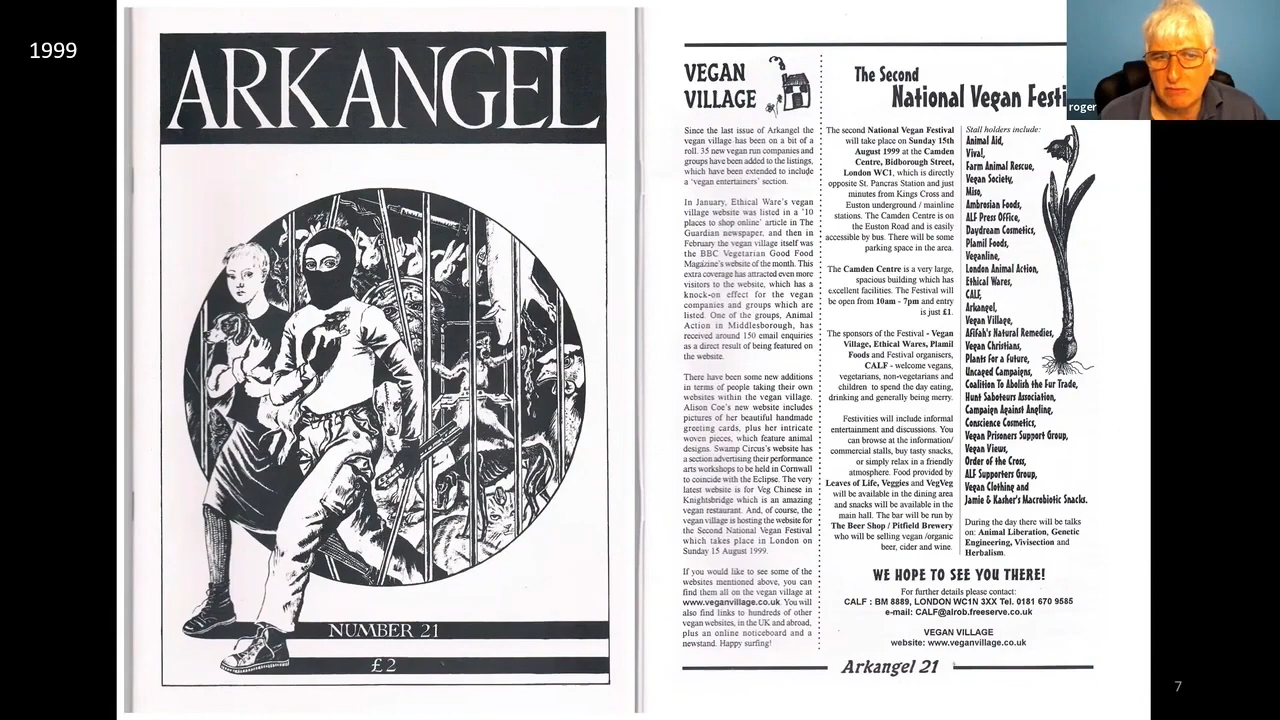 1999
ARKANGEL
NUMBER 21
£2
VEGAN
VILLAGE
Since the last issue of Arkangel the
vegan village has been on a bit of a
roll. 35 new vegan run companies and
groups have been added to the listings,
which have been extended to include
a 'vegan entertainers' section.
In January, Ethical Ware's vegan
village website was listed in a '10
places to shop online' article in The
Guardian newspaper, and then in
February the vegan village itself was
the BBC Vegetarian Good Food
Magazine's website of the month. This
extra coverage has attracted even more
visitors to the website, which has a
knock-on effect for the vegan
companies and groups which are
listed. One of the groups, Animal
Action in Middlesborough, has
received around 150 email enquiries
as a direct result of being featured on
the website.
There have been some new additions
in terms of people taking their own
websites within the vegan village.
Alison Coe's new website includes
pictures of her beautiful handmade
greeting cards, plus her intricate
woven pieces, which feature animal
designs. Swamp Circus's website has
a section advertising their performance
arts workshops to be held in Cornwall
to coincide with the Eclipse. The very
latest website is for Veg Chinese in
Knightsbridge which is an amazing
vegan restaurant. And, of course, the
vegan village is hosting the website for
the Second National Vegan Festival
which takes place in London on
Sunday 15 August 1999.
If you would like to see some of the
websites mentioned above, you can
find them all on the vegan village at
www.veganvillage.co.uk. You will
also find links to hundreds of other
vegan websites, in the UK and abroad,
plus an online noticeboard and a
newstand. Happy surfing!
The Second
National Vegan Festi
The second National Vegan Festival
will take place on Sunday 15th
August 1999 at the Camden
Centre, Bidborough Street,
London WC1, which is directly
opposite St. Pancras Station and just
minutes from Kings Cross and
Euston underground / mainline
stations. The Camden Centre is on
the Euston Road and is easily
accessible by bus. There will be some
parking space in the area.
The Camden Centre is a very large,
spacious building which has
excellent facilities. The Festival will
be open from 10am - 7pm and entry
is just £1.
The sponsors of the Festival - Vegan
Village, Ethical Wares, Plamil
Foods and Festival organisers,
CALF - welcome vegans,
vegetarians, non-vegetarians and
children to spend the day eating,
drinking and generally being merry.
Festivities will include informal
entertainment and discussions. You
can browse at the information/
commercial stalls, buy tasty snacks,
or simply relax in a friendly
atmosphere. Food provided by
Leaves of Life, Veggies and VegVeg
will be available in the dining area
and snacks will be available in the
main hall. The bar will be run by
The Beer Shop / Pitfield Brewery
who will be selling vegan /organic
beer, cider and wine.
Stall holders include:
Animal Aid,
Viva!,
Farm Animal Rescue,
Vegan Society,
Miso,
Ambrosian Foods,
ALF Press Office,
Daydream Cosmetics,
Plamil Foods,
Veganline,
London Animal Action,
Ethical Wares,
CALF,
Arkangel,
Vegan Village,
Afifah's Natural Remedies,
Vegan Christians,
Plants for a Future,
Uncaged Campaigns,
Coalition To Abolish the Fur Trade,
Hunt Saboteurs Association,
Campaign Against Angling,
Conscience Cosmetics,
Vegan Prisoners Support Group,
Vegan Views,
Order of the Cross,
ALF Supporters Group,
Vegan Clothing and
Jamie & Kasher's Macrobiotic Snacks.
During the day there will be talks
on: Animal Liberation, Genetic
Engineering, Vivisection and
Herbalism.
WE HOPE TO SEE YOU THERE!
For further details please contact:
CALF : BM 8889, LONDON WC1N 3XX Tel. 0181 670 9585
e-mail: CALF@alrob.freeserve.co.uk
VEGAN VILLAGE
website: www.veganvillage.co.uk
Arkangel 21
roger
7